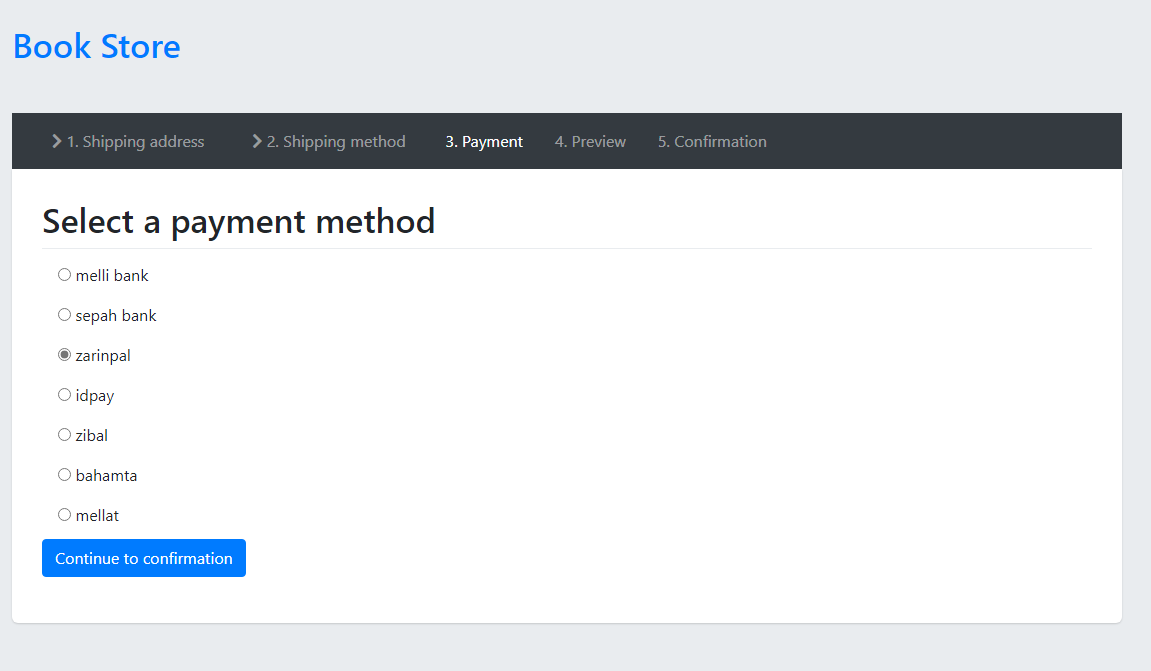 Book Store
1. Shipping address 2. Shipping method 3. Payment 4. Preview 5. Confirmation
Select a payment method
melli bank
sepah bank
zarinpal
idpay
zibal
bahamta
mellat
Continue to confirmation